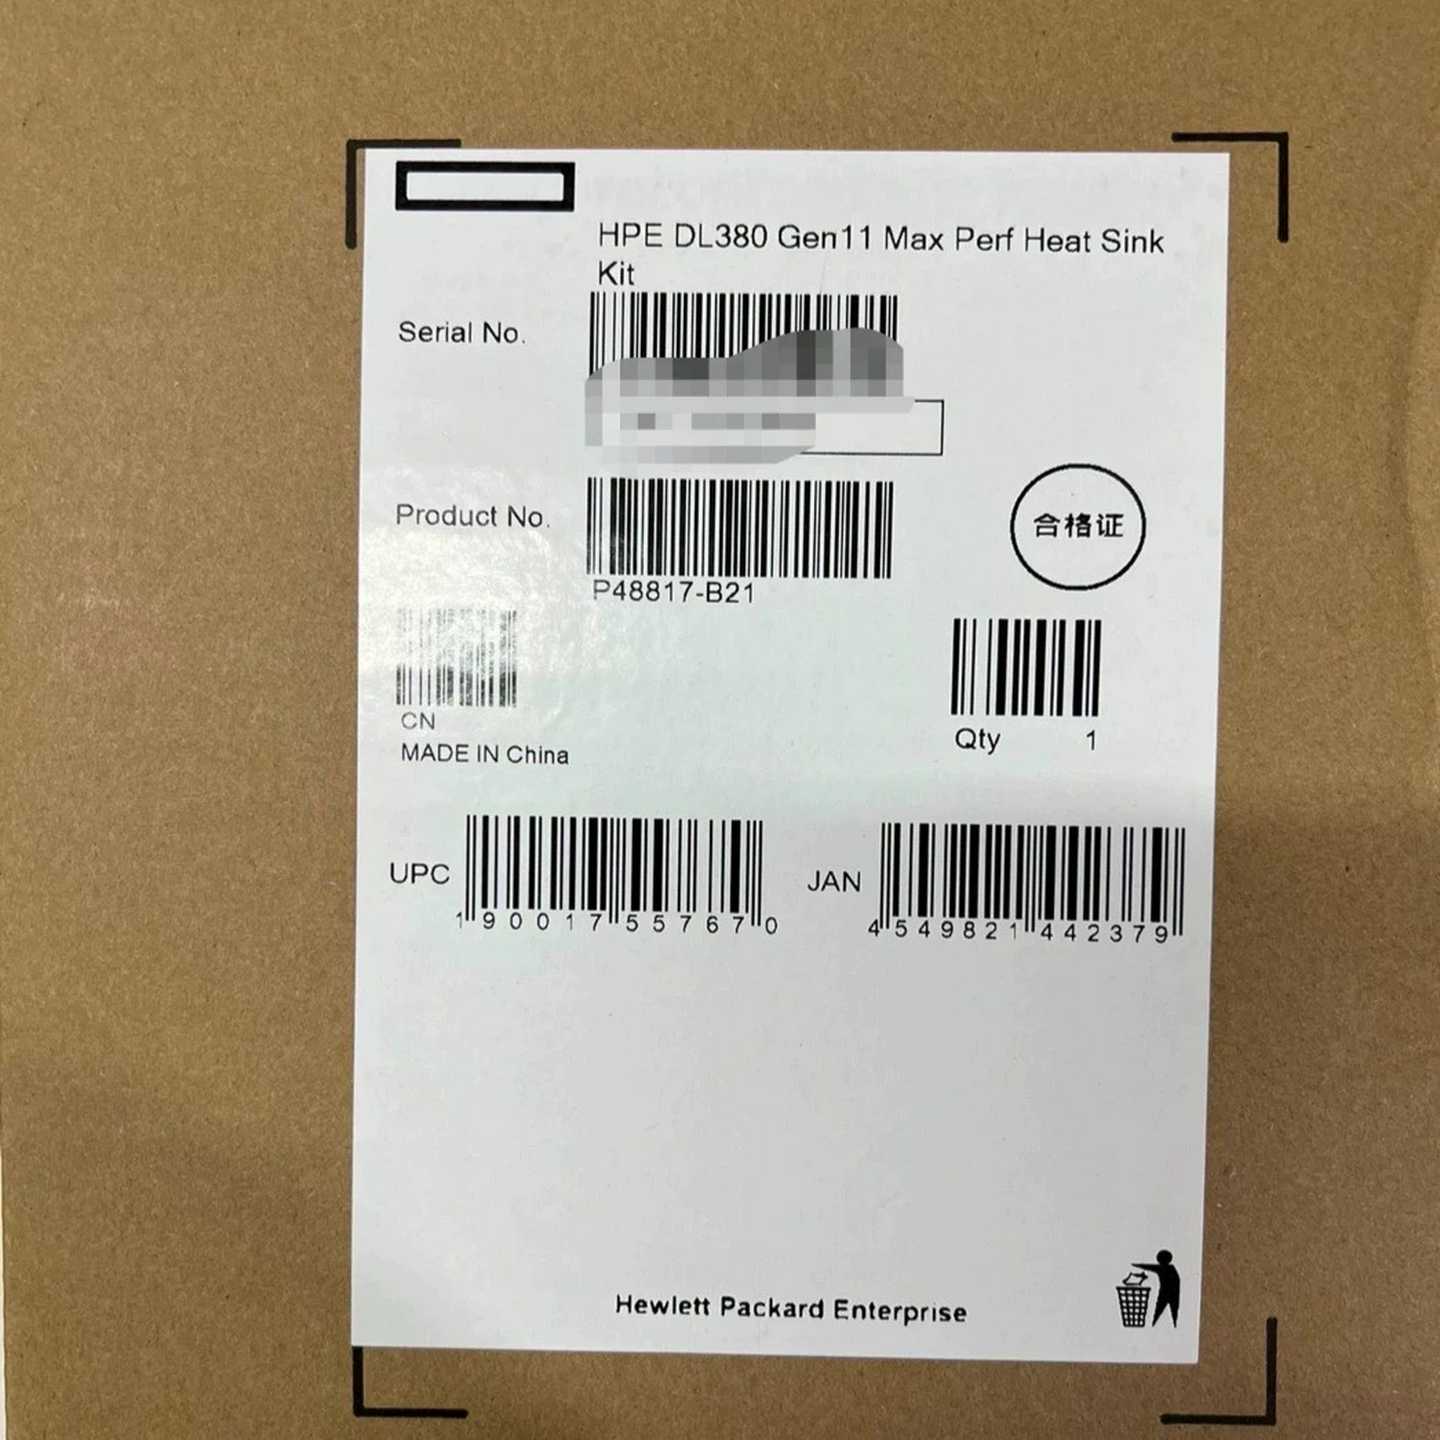 HPE DL380 Gen11 Max Perf Heat Sink
Kit
Serial No.
Product No.
P48817-B21
合格证
CN
MADE IN China
Qty 1
UPC
1 90017 55767 0
JAN
4 549821 442379
Hewlett Packard Enterprise